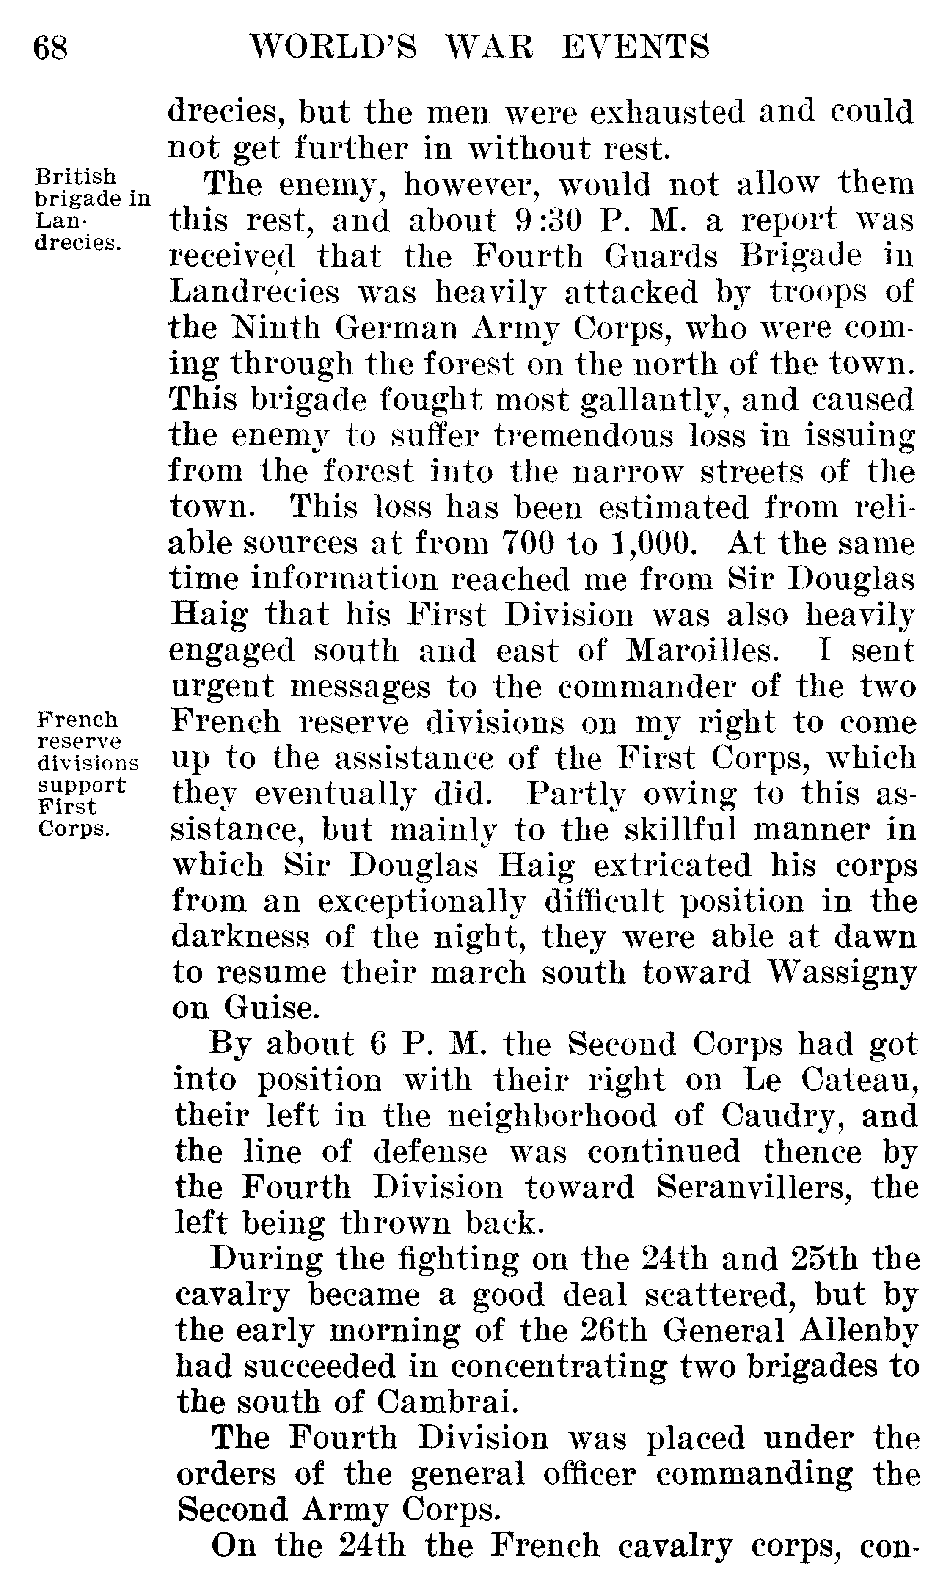 68 WORLD'S WAR EVENTS
drecies, but the men were exhausted and could
not get further in without rest.
British
brigade in
Lan-
drecies.
The enemy, however, would not allow them
this rest, and about 9:30 P. M. a report was
received that the Fourth Guards Brigade in
Landrecies was heavily attacked by troops of
the Ninth German Army Corps, who were com-
ing through the forest on the north of the town.
This brigade fought most gallantly, and caused
the enemy to suffer tremendous loss in issuing
from the forest into the narrow streets of the
town. This loss has been estimated from reli-
able sources at from 700 to 1,000. At the same
time information reached me from Sir Douglas
Haig that his First Division was also heavily
engaged south and east of Maroilles. I sent
urgent messages to the commander of the two
French
reserve
divisions
support
First
Corps.
French reserve divisions on my right to come
up to the assistance of the First Corps, which
they eventually did. Partly owing to this as-
sistance, but mainly to the skillful manner in
which Sir Douglas Haig extricated his corps
from an exceptionally difficult position in the
darkness of the night, they were able at dawn
to resume their march south toward Wassigny
on Guise.
By about 6 P. M. the Second Corps had got
into position with their right on Le Cateau,
their left in the neighborhood of Caudry, and
the line of defense was continued thence by
the Fourth Division toward Seranvillers, the
left being thrown back.
During the fighting on the 24th and 25th the
cavalry became a good deal scattered, but by
the early morning of the 26th General Allenby
had succeeded in concentrating two brigades to
the south of Cambrai.
The Fourth Division was placed under the
orders of the general officer commanding the
Second Army Corps.
On the 24th the French cavalry corps, con-